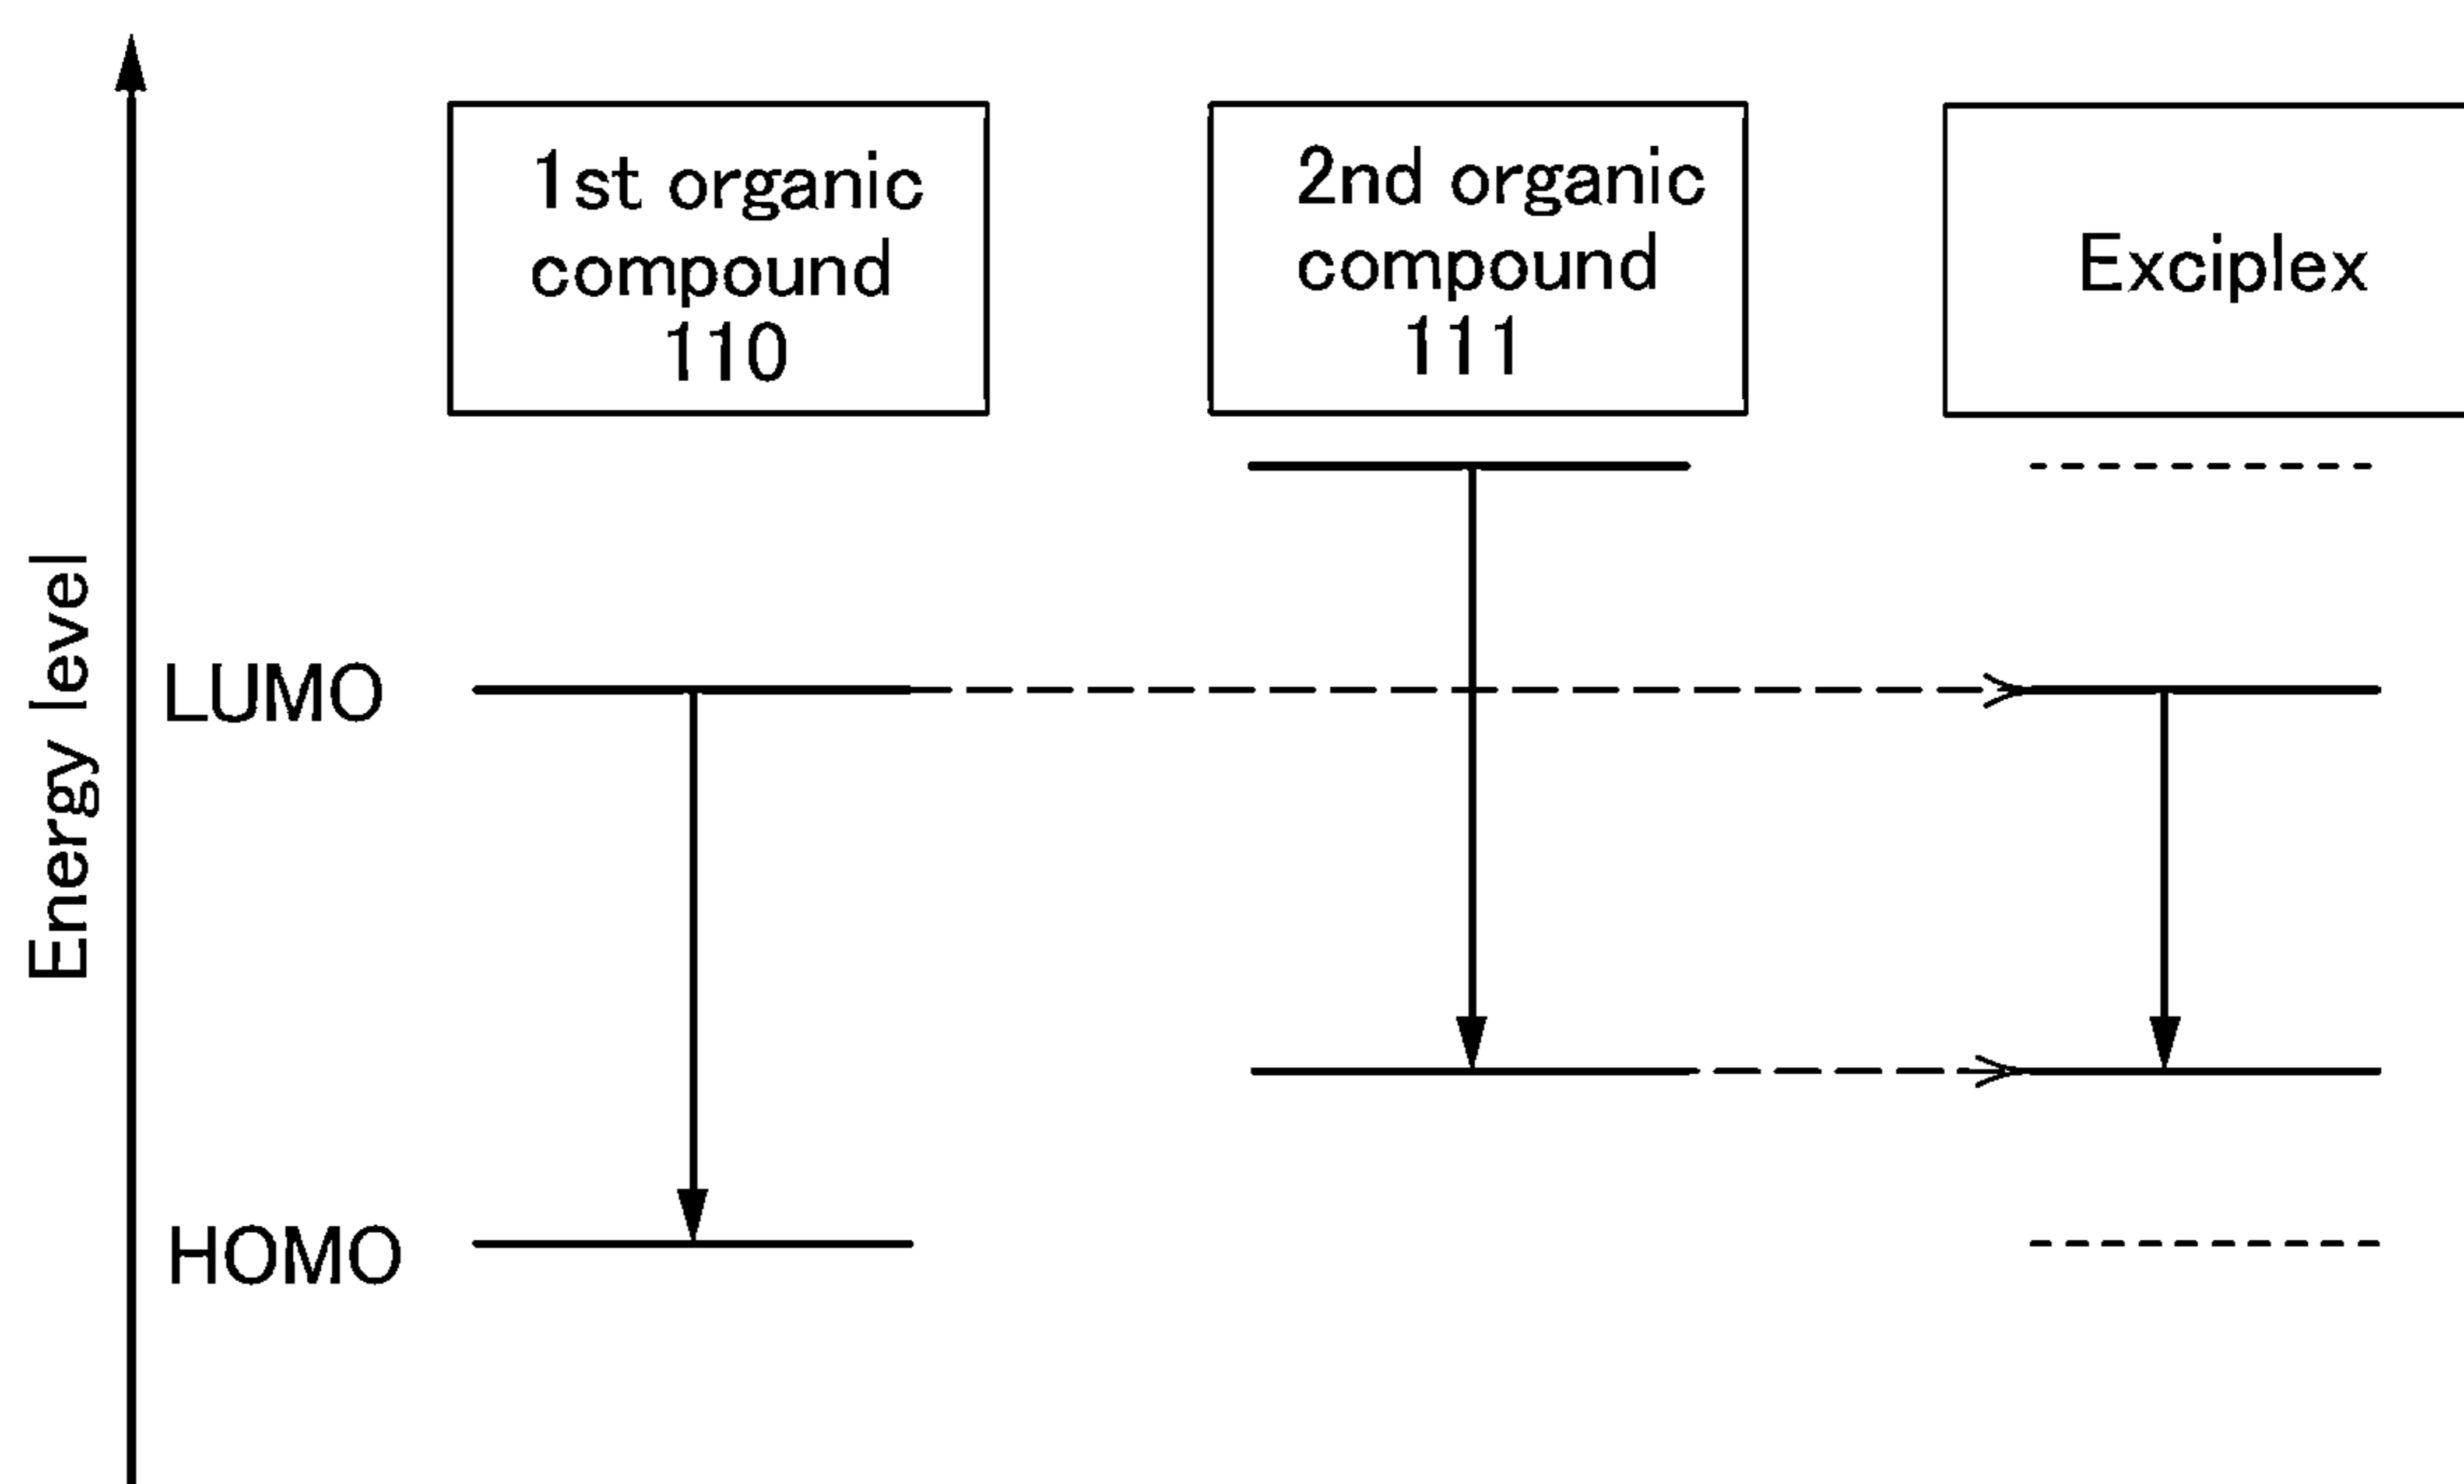 1st organic
compound
110
2nd organic
compound
111
Exciplex
Energy level
LUMO
HOMO